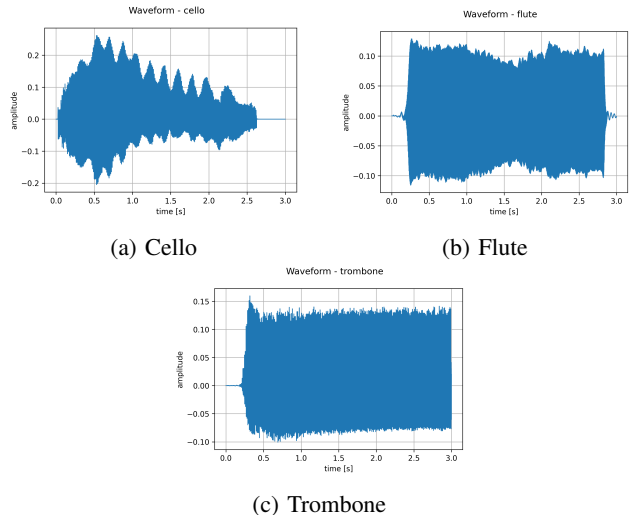 Waveform - cello
0.2
0.1
0.0
−0.1
−0.2
amplitude
0.0 0.5 1.0 1.5 2.0 2.5 3.0
time [s]
(a) Cello
Waveform - flute
0.10
0.05
0.00
−0.05
−0.10
amplitude
0.0 0.5 1.0 1.5 2.0 2.5 3.0
time [s]
(b) Flute
Waveform - trombone
0.15
0.10
0.05
0.00
−0.05
−0.10
amplitude
0.0 0.5 1.0 1.5 2.0 2.5 3.0
time [s]
(c) Trombone